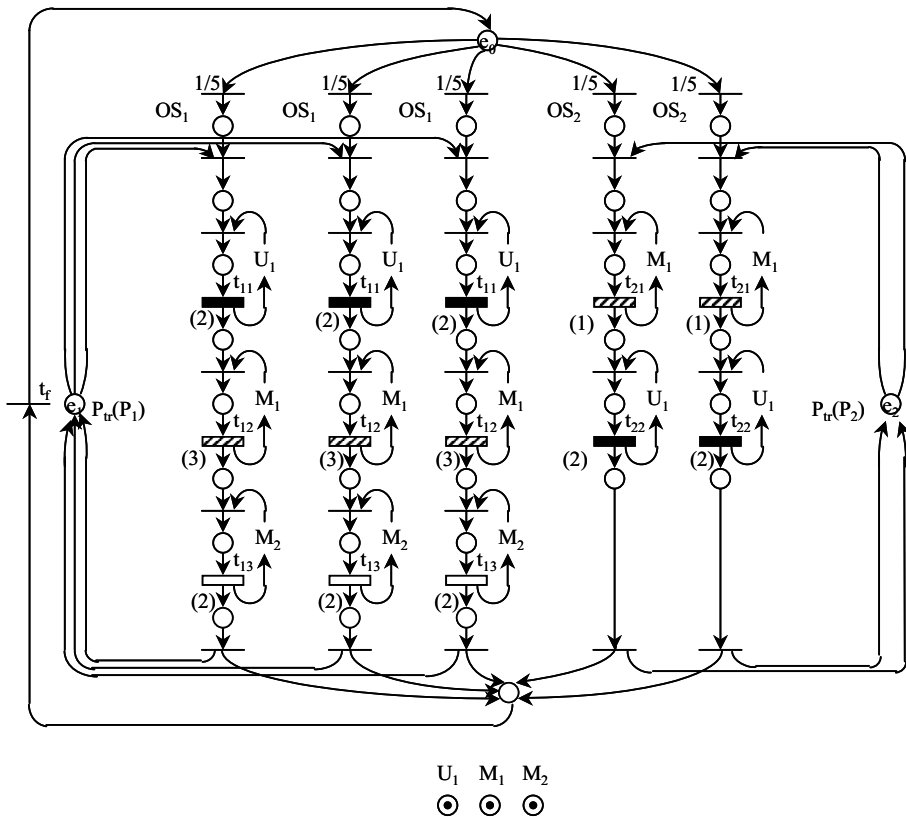 e₀
1/5 1/5 1/5 1/5 1/5
OS₁ OS₁ OS₁ OS₂ OS₂
U₁ U₁ U₁ M₁ M₁
t₁₁ t₁₁ t₁₁ t₂₁ t₂₁
(2) (2) (2) (1) (1)
t_f
e₁ P_tr(P₁) M₁ M₁ M₁ U₁ U₁ P_tr(P₂) e₂
t₁₂ t₁₂ t₁₂ t₂₂ t₂₂
(3) (3) (3) (2) (2)
M₂ M₂ M₂
t₁₃ t₁₃ t₁₃
(2) (2) (2)
U₁ M₁ M₂